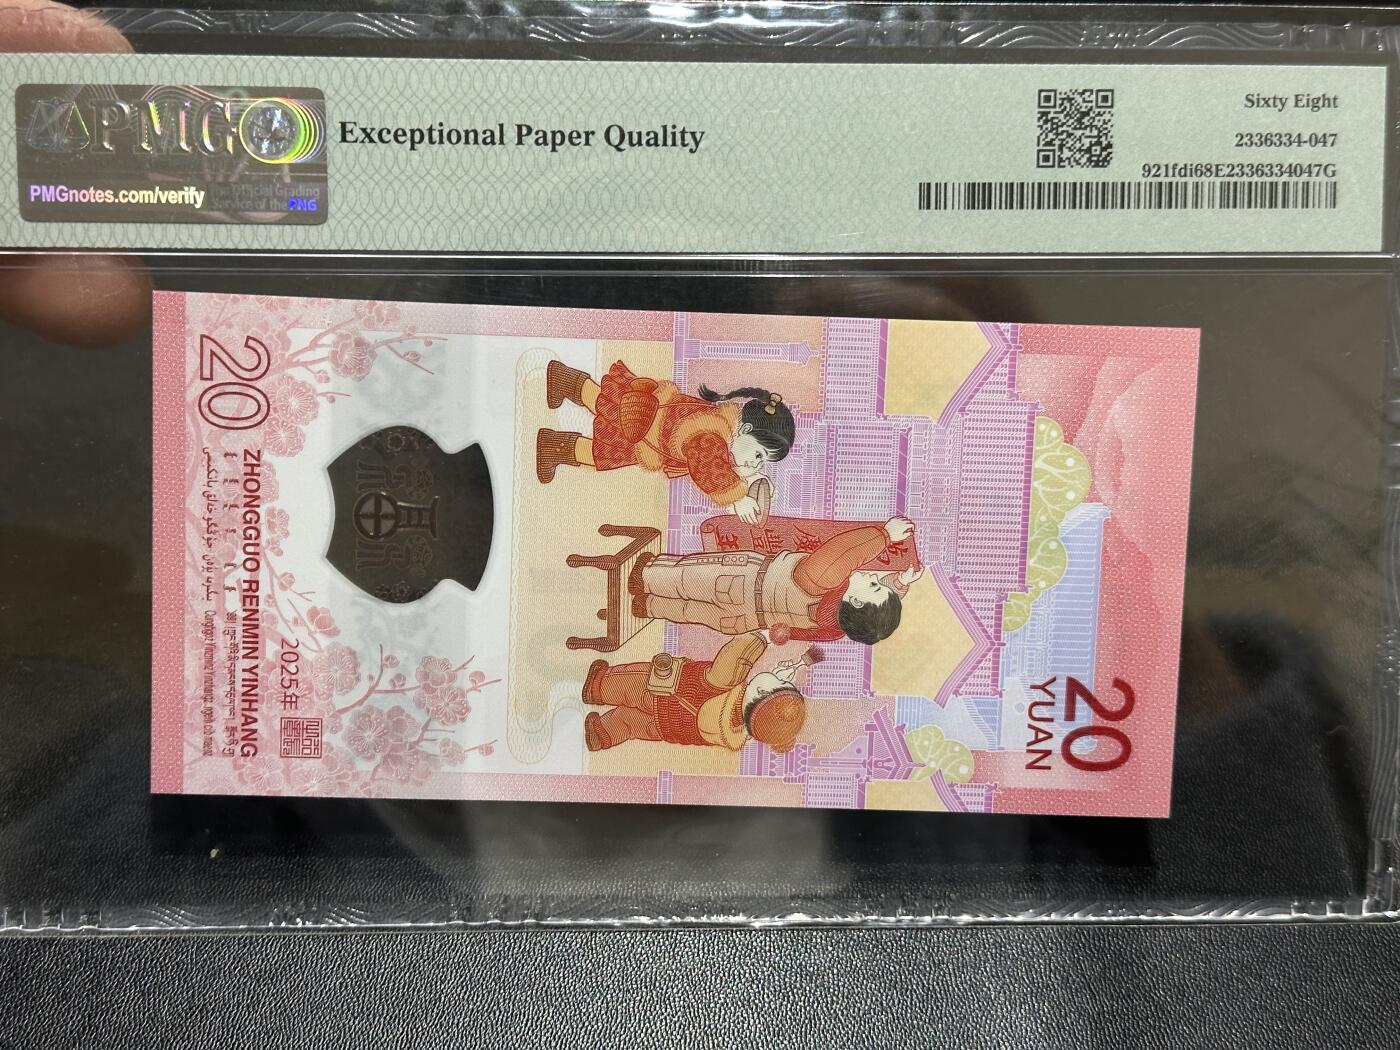 PMG
PMGnotes.com/verify
The Official Grading
Service of the PNG
Exceptional Paper Quality
Sixty Eight
2336334-047
921fdi68E2336334047G
20
ZHONGGUO RENMIN YINHANG
2025年
20
YUAN